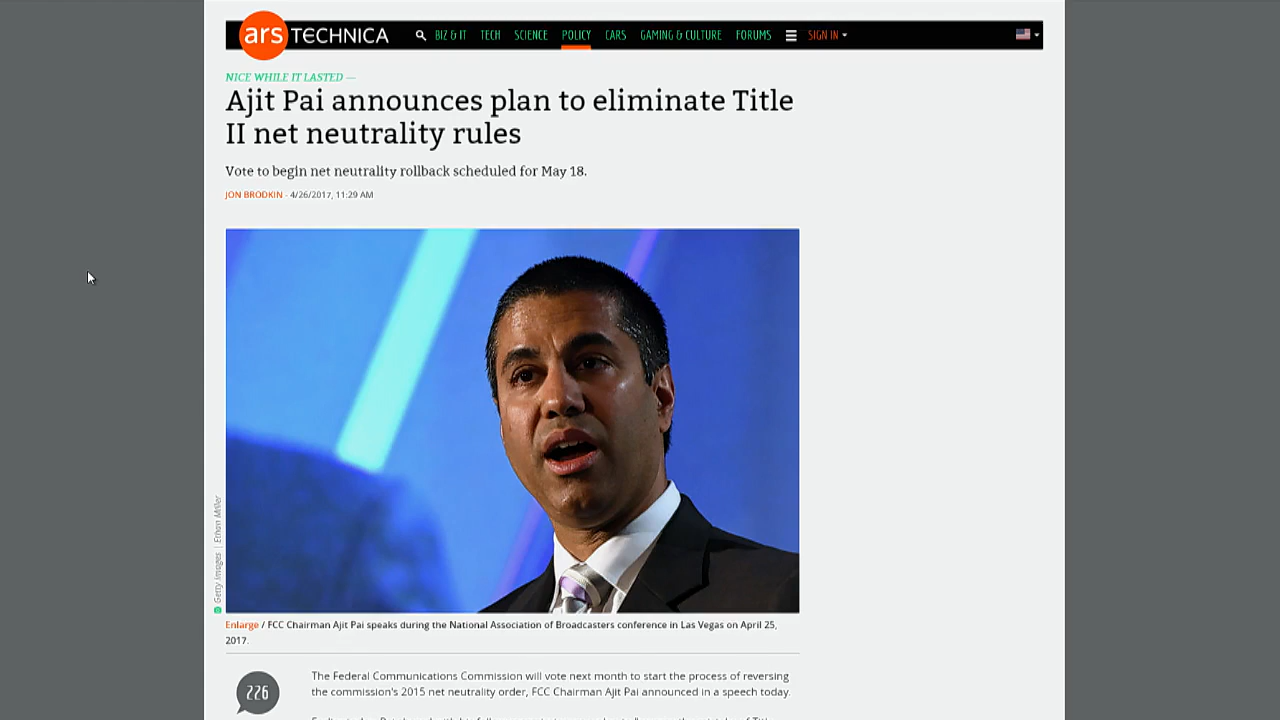 ars TECHNICA BIZ & IT TECH SCIENCE POLICY CARS GAMING & CULTURE FORUMS SIGN IN
NICE WHILE IT LASTED —
Ajit Pai announces plan to eliminate Title
II net neutrality rules
Vote to begin net neutrality rollback scheduled for May 18.
JON BRODKIN - 4/26/2017, 11:29 AM
Getty Images | Ethan Miller
Enlarge / FCC Chairman Ajit Pai speaks during the National Association of Broadcasters conference in Las Vegas on April 25,
2017.
226
The Federal Communications Commission will vote next month to start the process of reversing
the commission's 2015 net neutrality order, FCC Chairman Ajit Pai announced in a speech today.